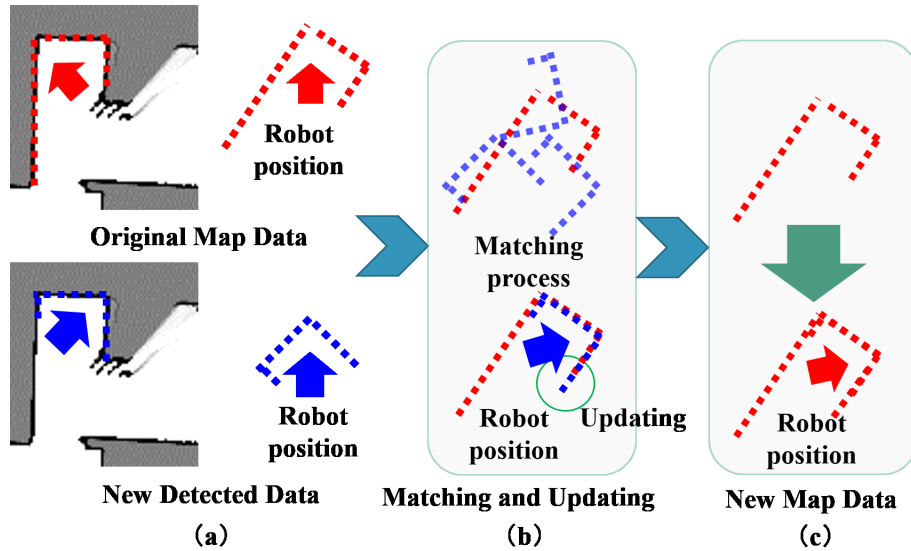 Robot
position
Original Map Data
Robot
position
New Detected Data
(a)
Matching
process
Robot
position
Updating
Matching and Updating
(b)
Robot
position
New Map Data
(c)